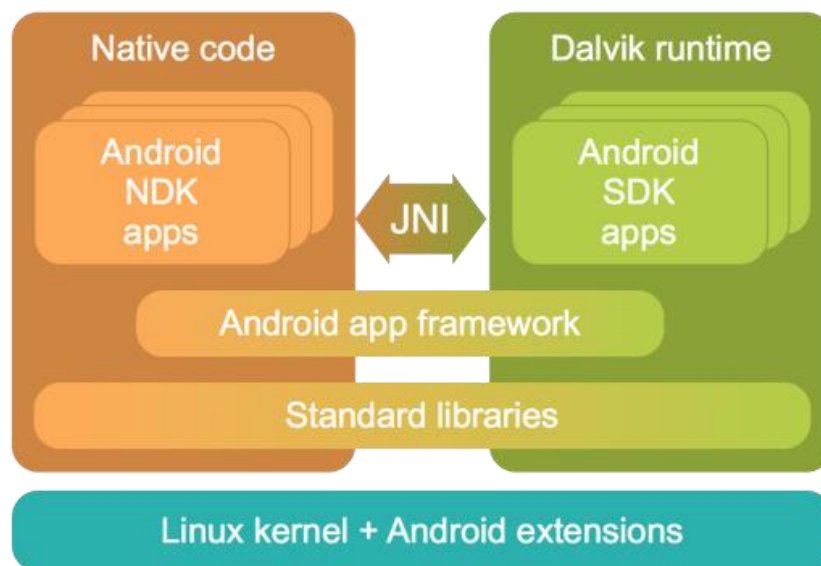 Native code
Dalvik runtime
Android
NDK
apps
JNI
Android
SDK
apps
Android app framework
Standard libraries
Linux kernel + Android extensions